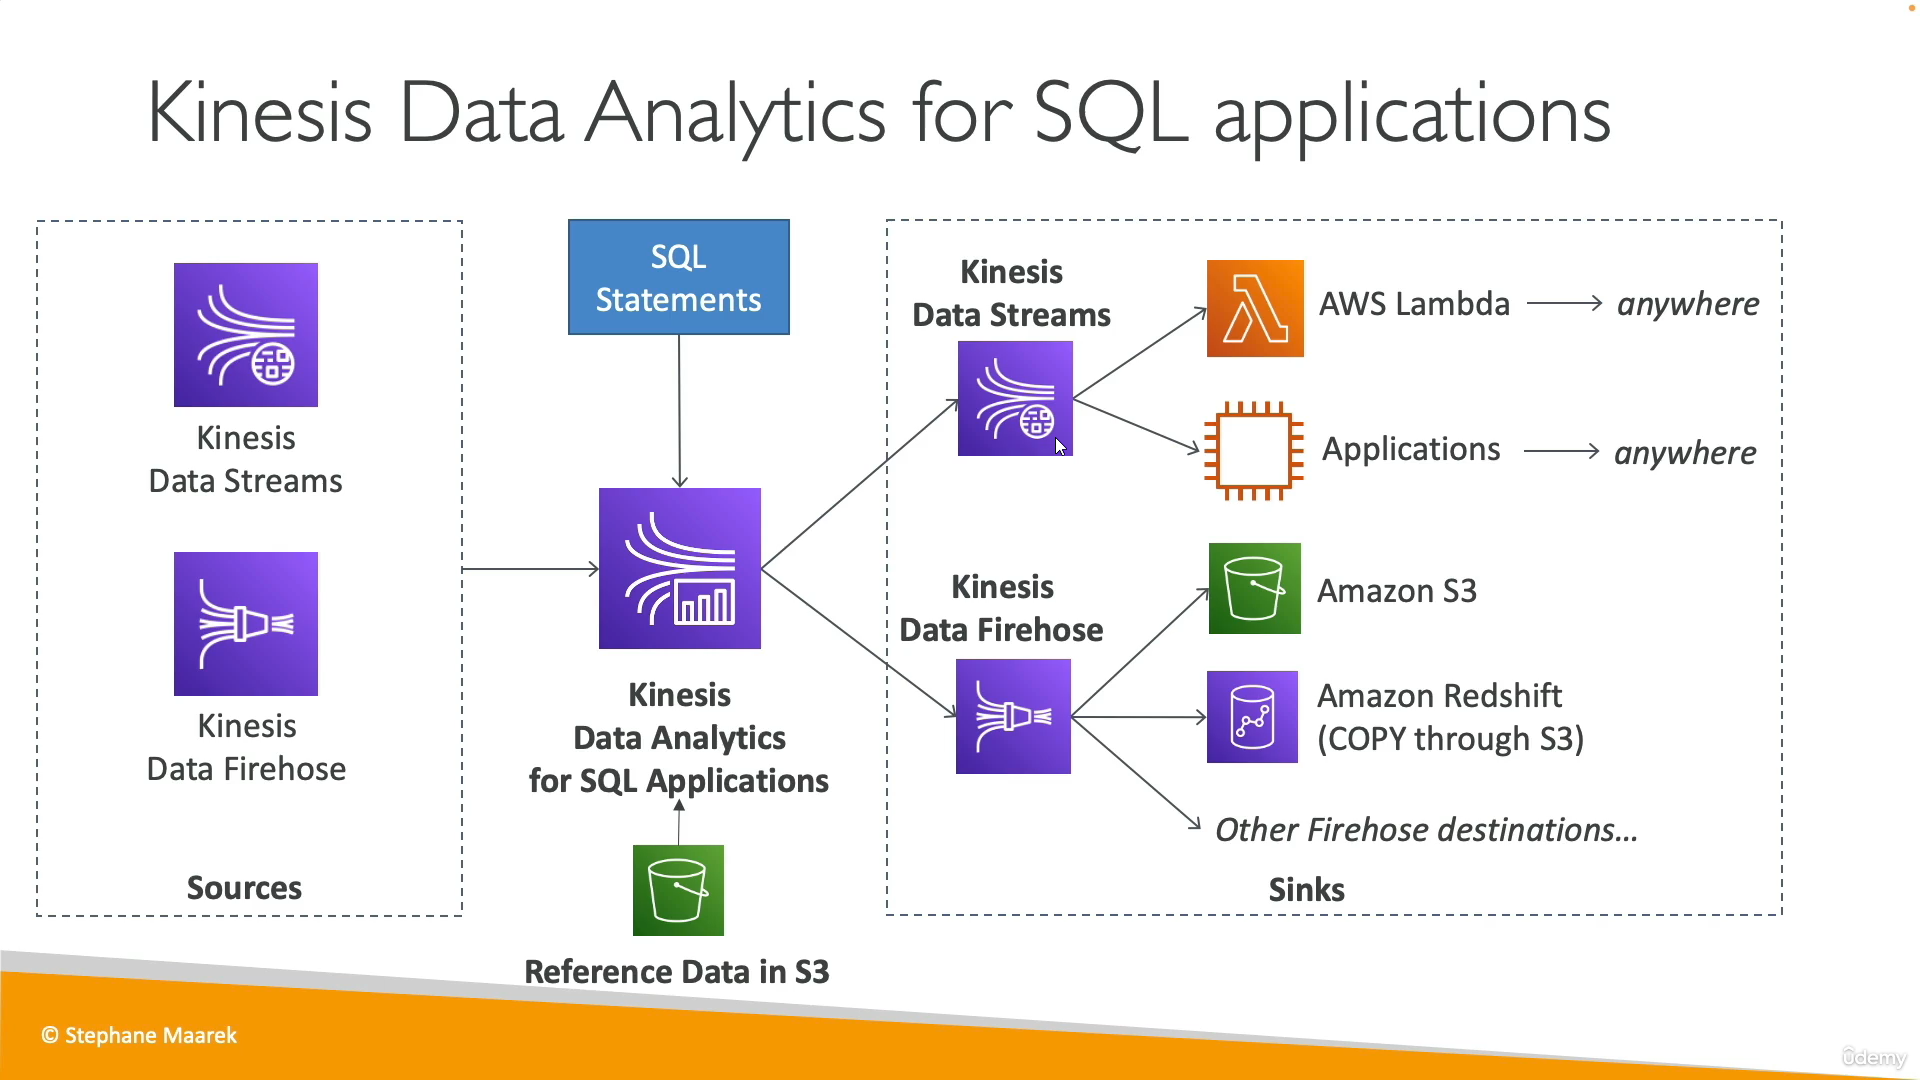 Kinesis Data Analytics for SQL applications
Kinesis
Data Streams
Kinesis
Data Firehose
Sources
SQL
Statements
Kinesis
Data Analytics
for SQL Applications
Reference Data in S3
Kinesis
Data Streams
AWS Lambda
anywhere
Applications
anywhere
Kinesis
Data Firehose
Amazon S3
Amazon Redshift
(COPY through S3)
Other Firehose destinations...
Sinks
© Stephane Maarek
ûdemy